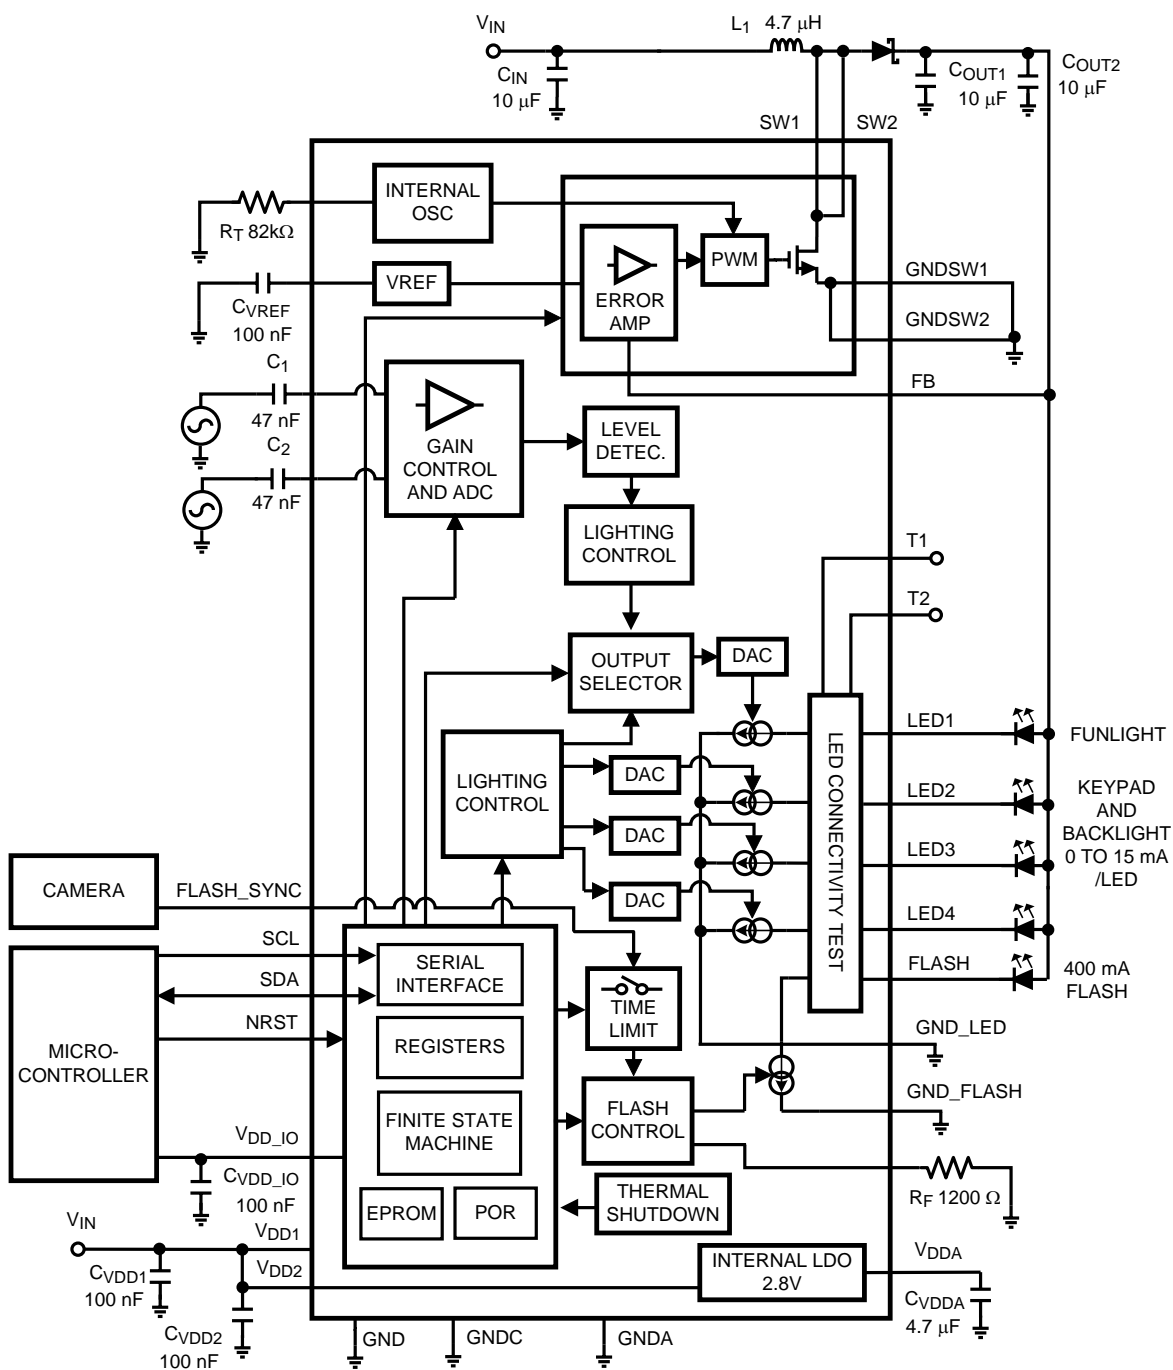 VIN
L1 4.7 μH
CIN
10 μF
COUT1
10 μF
COUT2
10 μF
SW1
SW2
INTERNAL
OSC
RT 82kΩ
VREF
CVREF
100 nF
ERROR
AMP
PWM
GNDSW1
GNDSW2
FB
C1
47 nF
C2
47 nF
GAIN
CONTROL
AND ADC
LEVEL
DETEC.
LIGHTING
CONTROL
T1
T2
OUTPUT
SELECTOR
DAC
LIGHTING
CONTROL
DAC
DAC
DAC
LED CONNECTIVITY TEST
LED1
FUNLIGHT
LED2
LED3
KEYPAD
AND
BACKLIGHT
0 TO 15 mA
/LED
LED4
FLASH
400 mA
FLASH
CAMERA
FLASH_SYNC
MICRO-
CONTROLLER
SCL
SDA
NRST
SERIAL
INTERFACE
REGISTERS
FINITE STATE
MACHINE
EPROM
POR
TIME
LIMIT
FLASH
CONTROL
THERMAL
SHUTDOWN
GND_LED
GND_FLASH
RF 1200 Ω
VDD_IO
CVDD_IO
100 nF
VIN
VDD1
VDD2
CVDD1
100 nF
CVDD2
100 nF
INTERNAL LDO
2.8V
VDDA
CVDDA
4.7 μF
GND
GNDC
GNDA